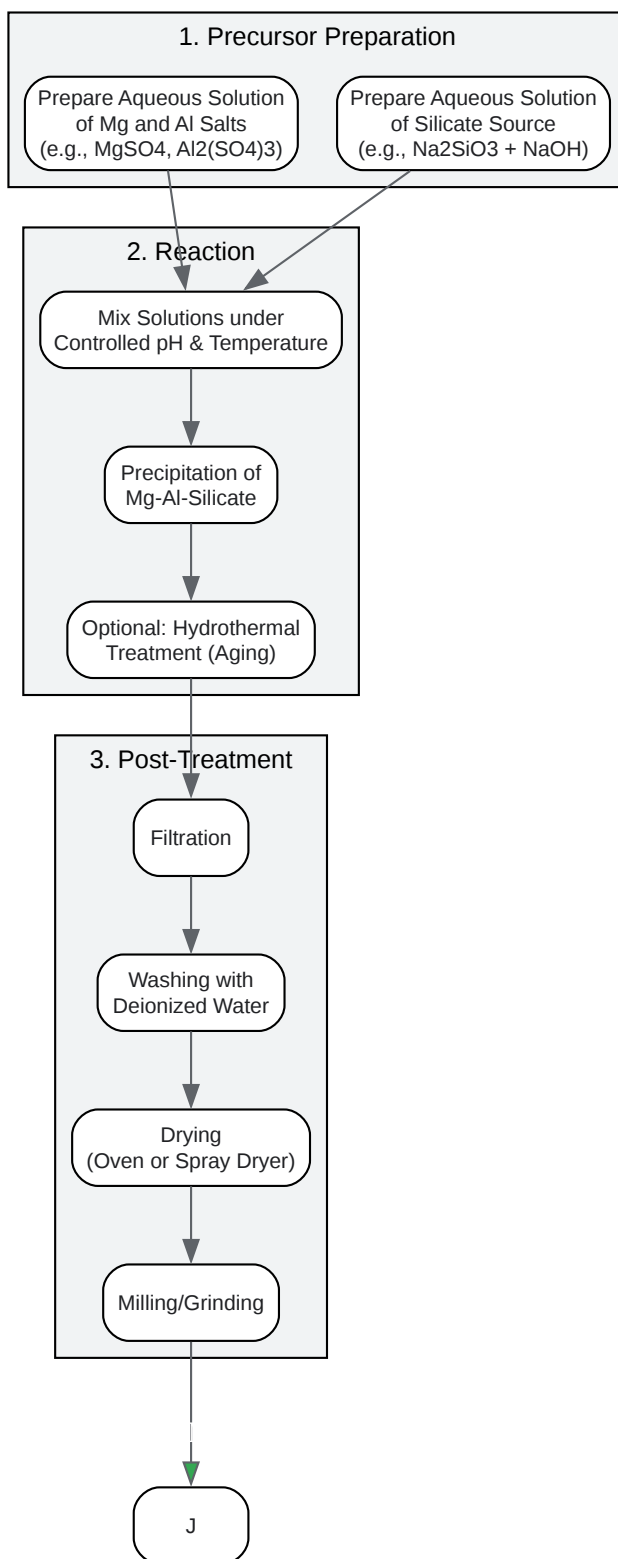 1. Precursor Preparation
Prepare Aqueous Solution
of Mg and Al Salts
(e.g., MgSO4, Al2(SO4)3)
Prepare Aqueous Solution
of Silicate Source
(e.g., Na2SiO3 + NaOH)
2. Reaction
Mix Solutions under
Controlled pH & Temperature
Precipitation of
Mg-Al-Silicate
Optional: Hydrothermal
Treatment (Aging)
3. Post-Treatment
Filtration
Washing with
Deionized Water
Drying
(Oven or Spray Dryer)
Milling/Grinding
J